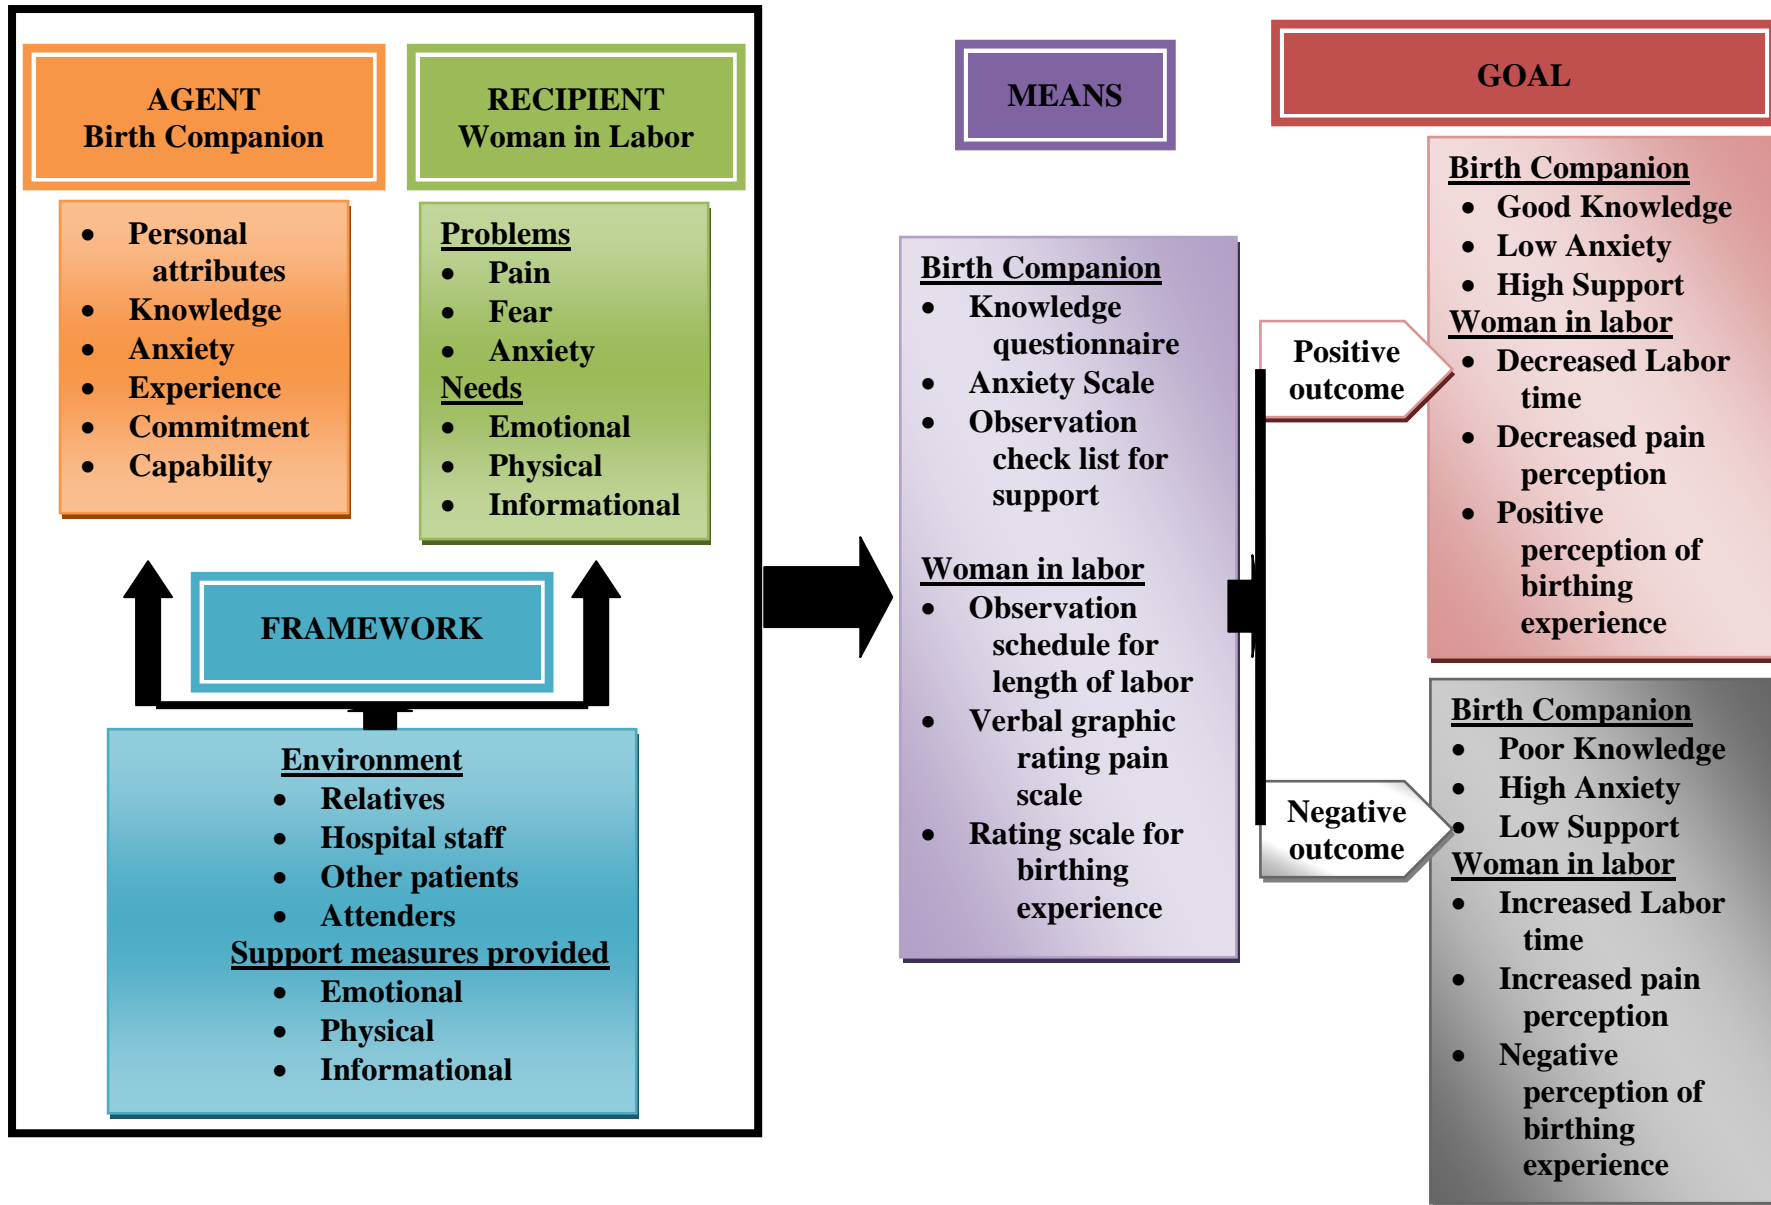 AGENT
Birth Companion
• Personal
attributes
• Knowledge
• Anxiety
• Experience
• Commitment
• Capability
RECIPIENT
Woman in Labor
Problems
• Pain
• Fear
• Anxiety
Needs
• Emotional
• Physical
• Informational
FRAMEWORK
Environment
• Relatives
• Hospital staff
• Other patients
• Attenders
Support measures provided
• Emotional
• Physical
• Informational
MEANS
Birth Companion
• Knowledge
questionnaire
• Anxiety Scale
• Observation
check list for
support
Woman in labor
• Observation
schedule for
length of labor
• Verbal graphic
rating pain
scale
• Rating scale for
birthing
experience
GOAL
Positive
outcome
Birth Companion
• Good Knowledge
• Low Anxiety
• High Support
Woman in labor
• Decreased Labor
time
• Decreased pain
perception
• Positive
perception of
birthing
experience
Negative
outcome
Birth Companion
• Poor Knowledge
• High Anxiety
• Low Support
Woman in labor
• Increased Labor
time
• Increased pain
perception
• Negative
perception of
birthing
experience